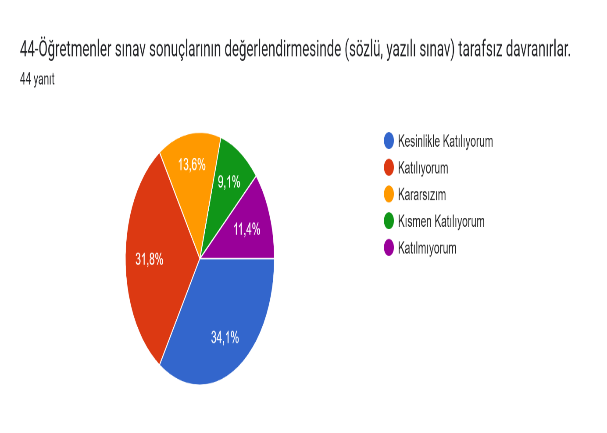 44-Öğretmenler sınav sonuçlarının değerlendirmesinde (sözlü, yazılı sınav) tarafsız davranırlar.
44 yanıt
Kesinlikle Katılıyorum
Katılıyorum
Kararsızım
Kısmen Katılıyorum
Katılmıyorum
13,6%
9,1%
11,4%
31,8%
34,1%